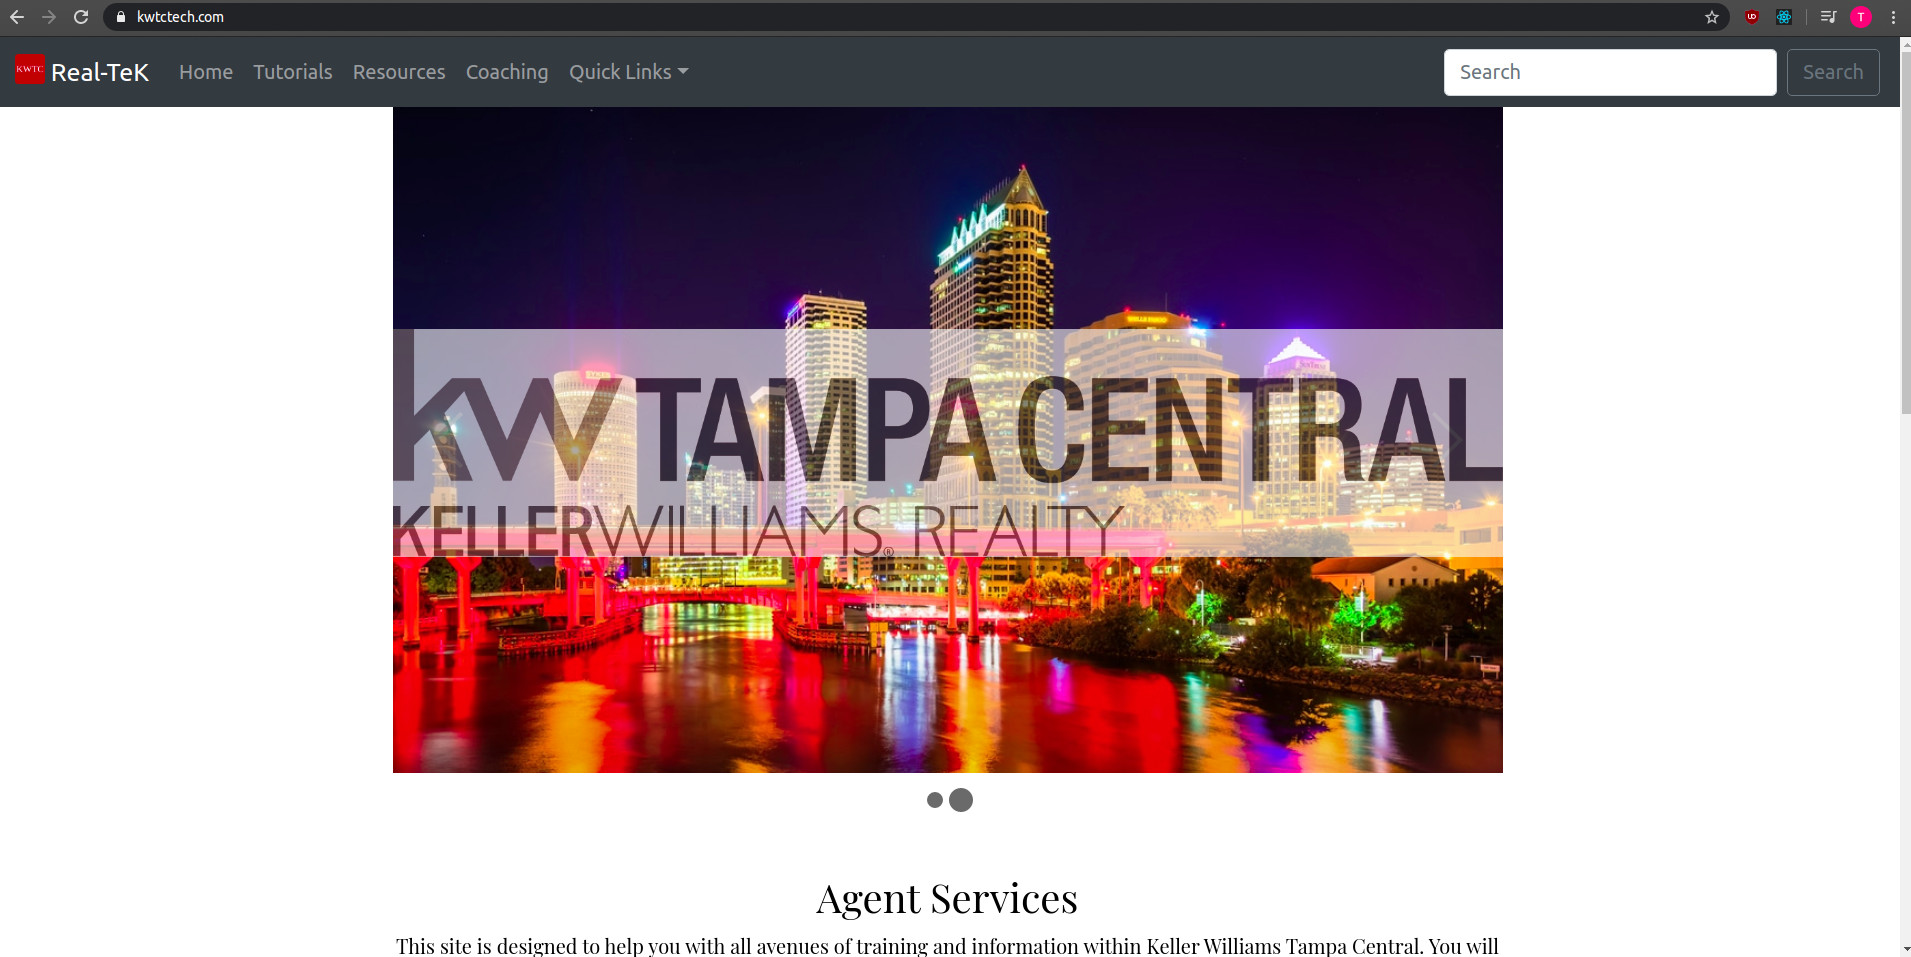 kwtctech.com
T
KWTC Real-TeK Home Tutorials Resources Coaching Quick Links Search Search
KW TAMPA CENTRAL
KELLERWILLIAMS® REALTY
Agent Services
This site is designed to help you with all avenues of training and information within Keller Williams Tampa Central. You will